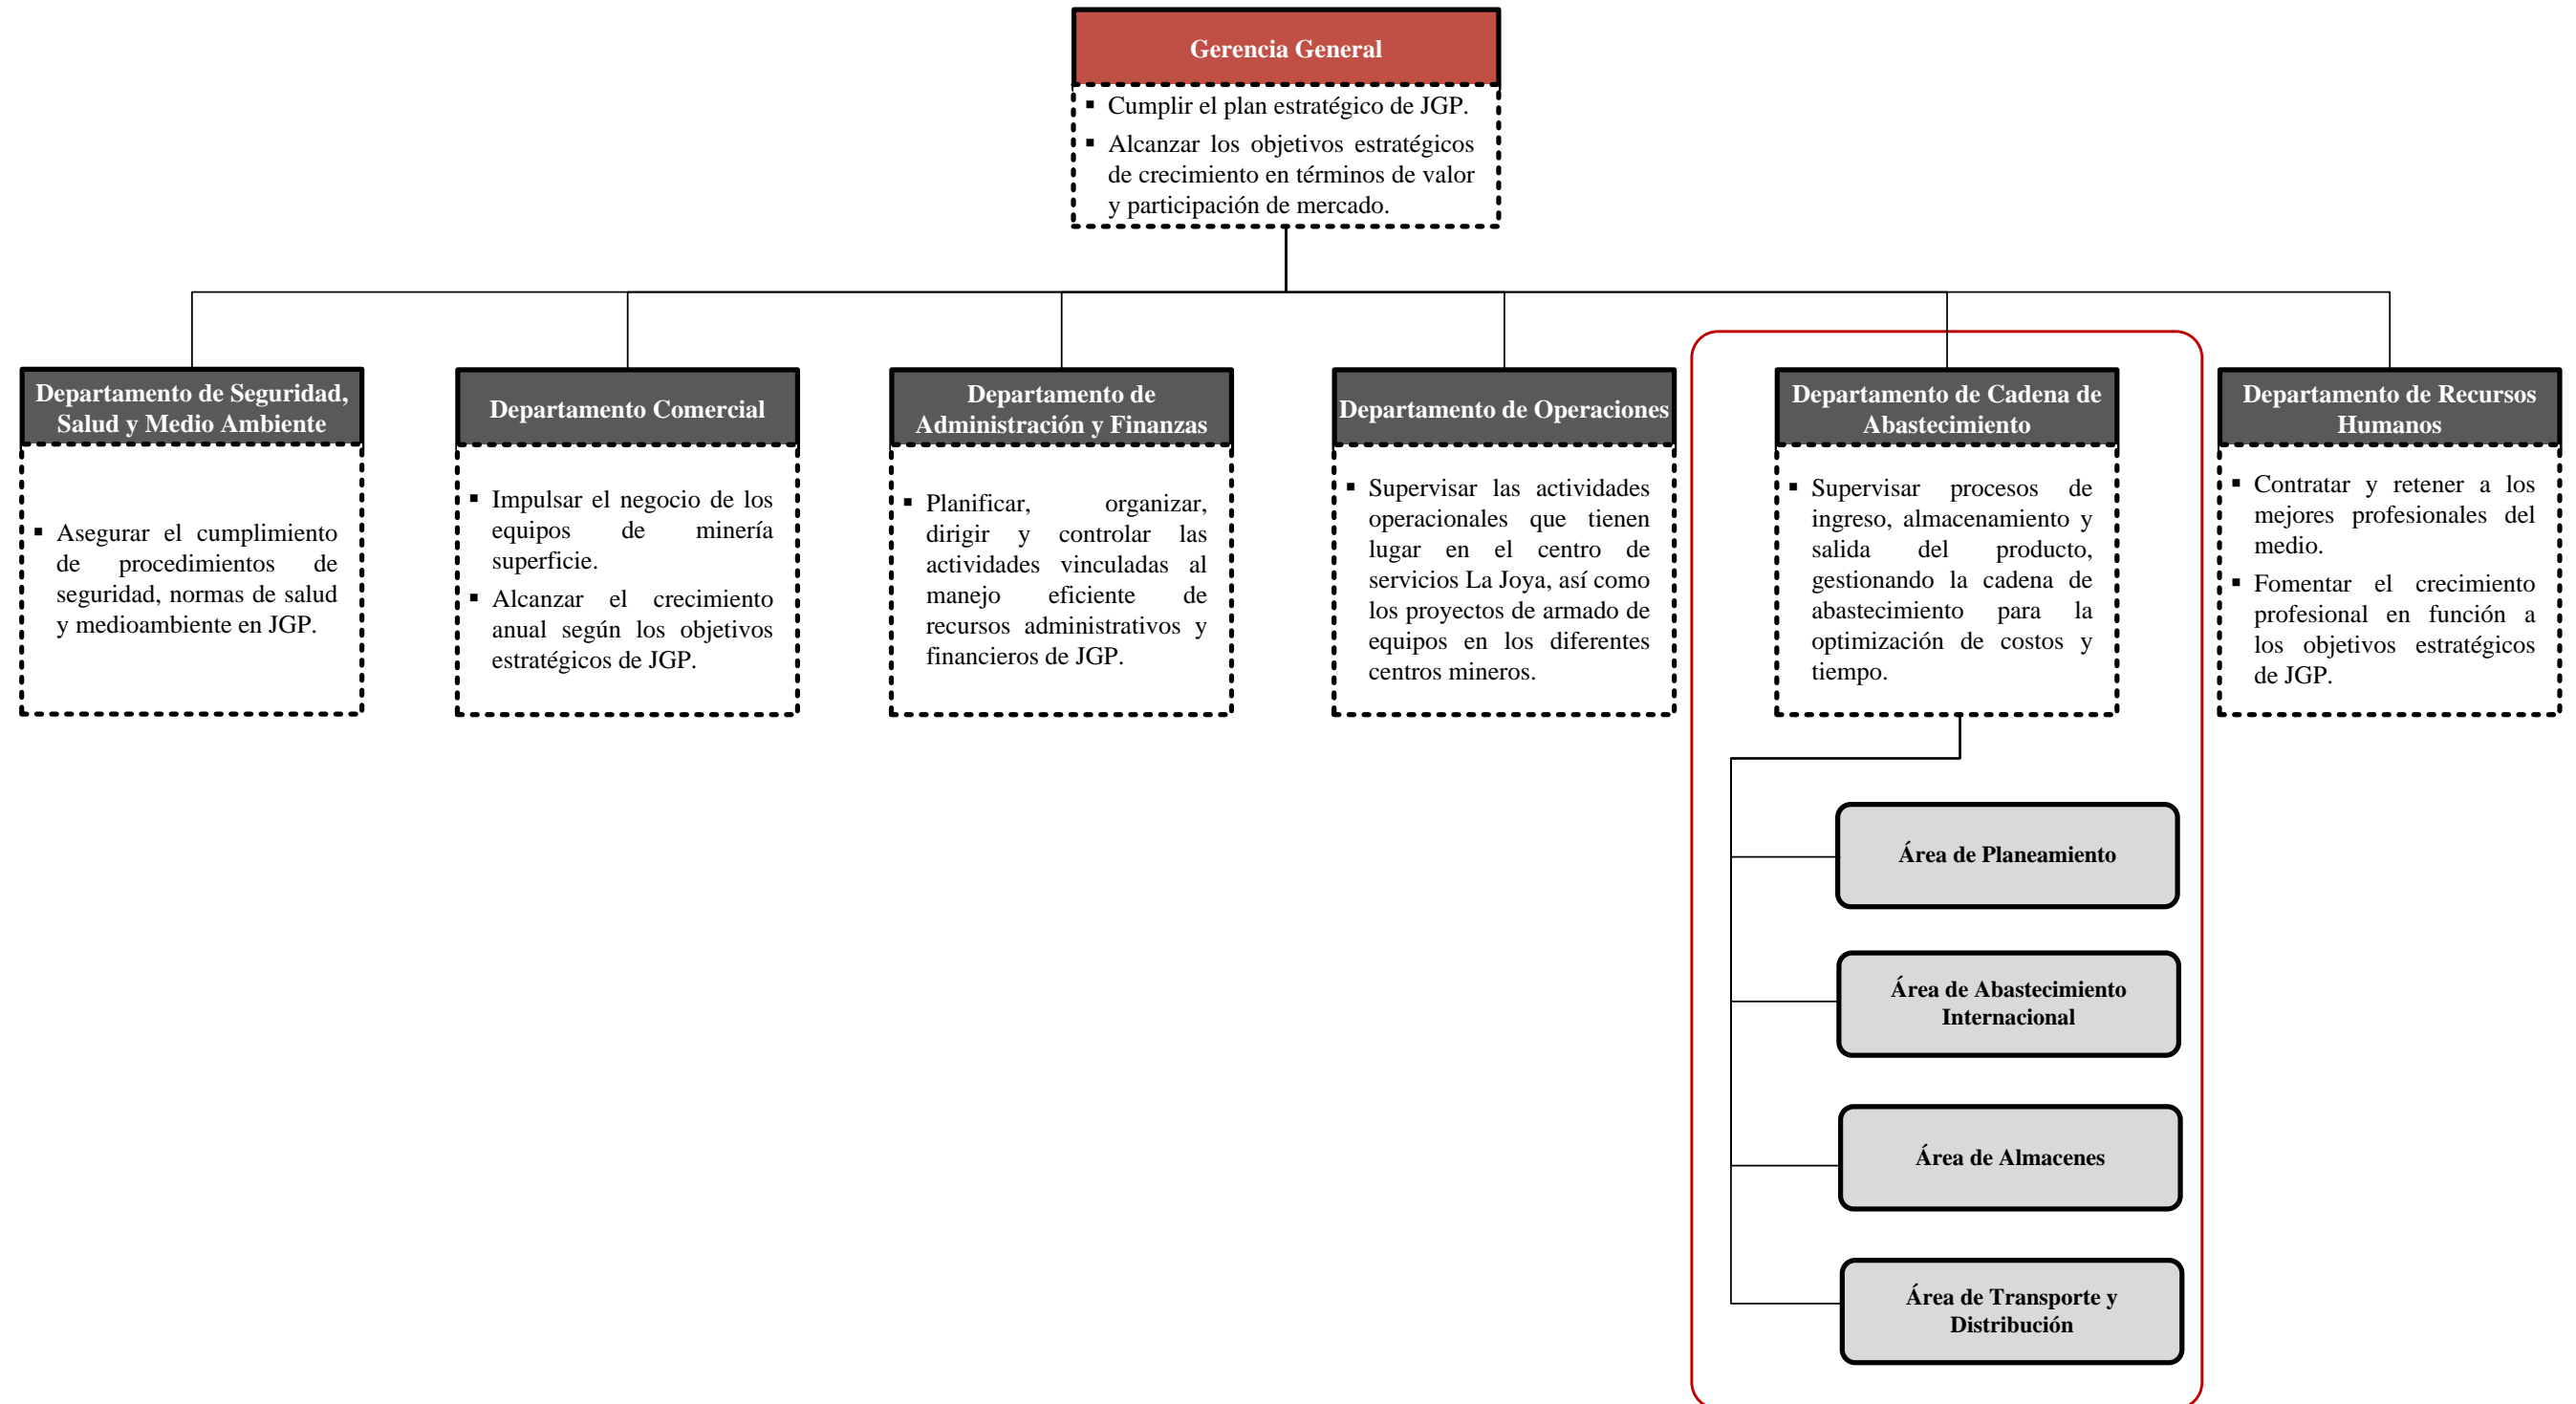 Gerencia General
▪ Cumplir el plan estratégico de JGP.
▪ Alcanzar los objetivos estratégicos
de crecimiento en términos de valor
y participación de mercado.
Departamento de Seguridad,
Salud y Medio Ambiente
▪ Asegurar el cumplimiento
de procedimientos de
seguridad, normas de salud
y medioambiente en JGP.
Departamento Comercial
▪ Impulsar el negocio de los
equipos de minería
superficie.
▪ Alcanzar el crecimiento
anual según los objetivos
estratégicos de JGP.
Departamento de
Administración y Finanzas
▪ Planificar, organizar,
dirigir y controlar las
actividades vinculadas al
manejo eficiente de
recursos administrativos y
financieros de JGP.
Departamento de Operaciones
▪ Supervisar las actividades
operacionales que tienen
lugar en el centro de
servicios La Joya, así como
los proyectos de armado de
equipos en los diferentes
centros mineros.
Departamento de Cadena de
Abastecimiento
▪ Supervisar procesos de
ingreso, almacenamiento y
salida del producto,
gestionando la cadena de
abastecimiento para la
optimización de costos y
tiempo.
Departamento de Recursos
Humanos
▪ Contratar y retener a los
mejores profesionales del
medio.
▪ Fomentar el crecimiento
profesional en función a
los objetivos estratégicos
de JGP.
Área de Planeamiento
Área de Abastecimiento
Internacional
Área de Almacenes
Área de Transporte y
Distribución